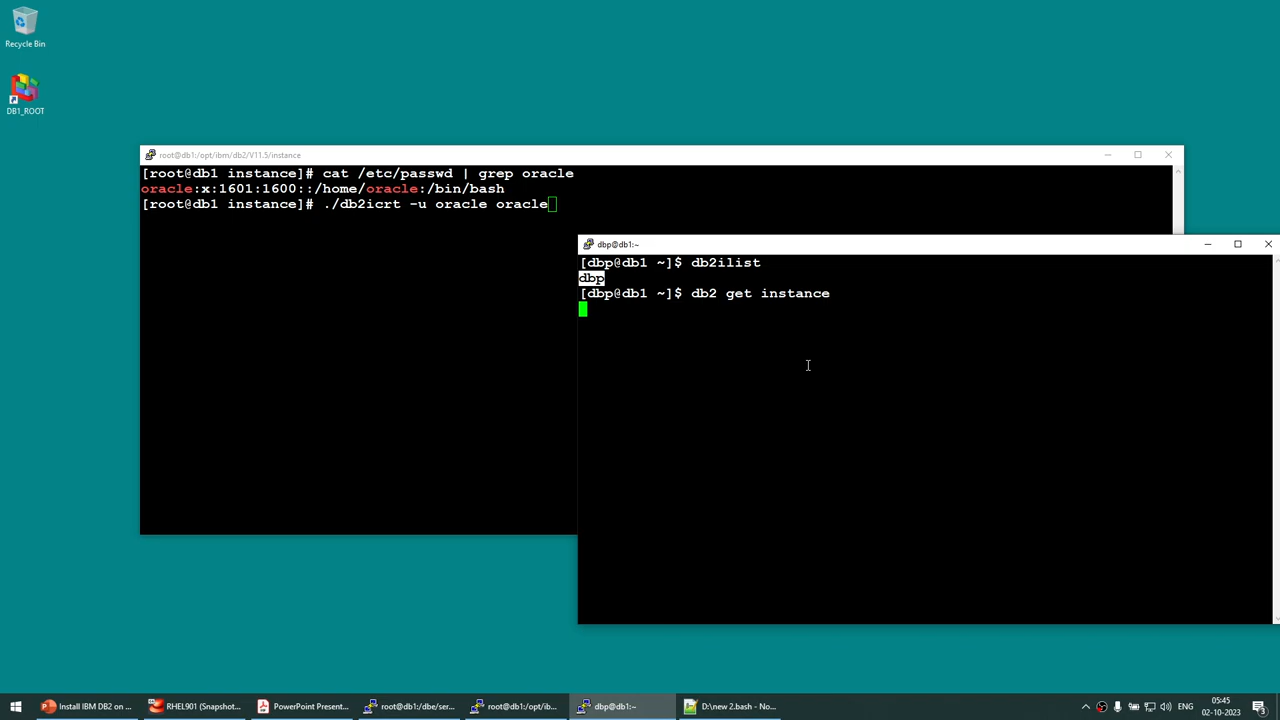 Recycle Bin
DB1_ROOT
root@db1:/opt/ibm/db2/V11.5/instance
[root@db1 instance]# cat /etc/passwd | grep oracle
oracle:x:1601:1600::/home/oracle:/bin/bash
[root@db1 instance]# ./db2icrt -u oracle oracle
dbp@db1:~
[dbp@db1 ~]$ db2ilist
dbp
[dbp@db1 ~]$ db2 get instance
Install IBM DB2 on ...
RHEL901 (Snapshot...
PowerPoint Present...
root@db1:/dbe/ser...
root@db1:/opt/ib...
dbp@db1:~
D:\new 2.bash - No...
ENG
05:45
02-10-2023
3